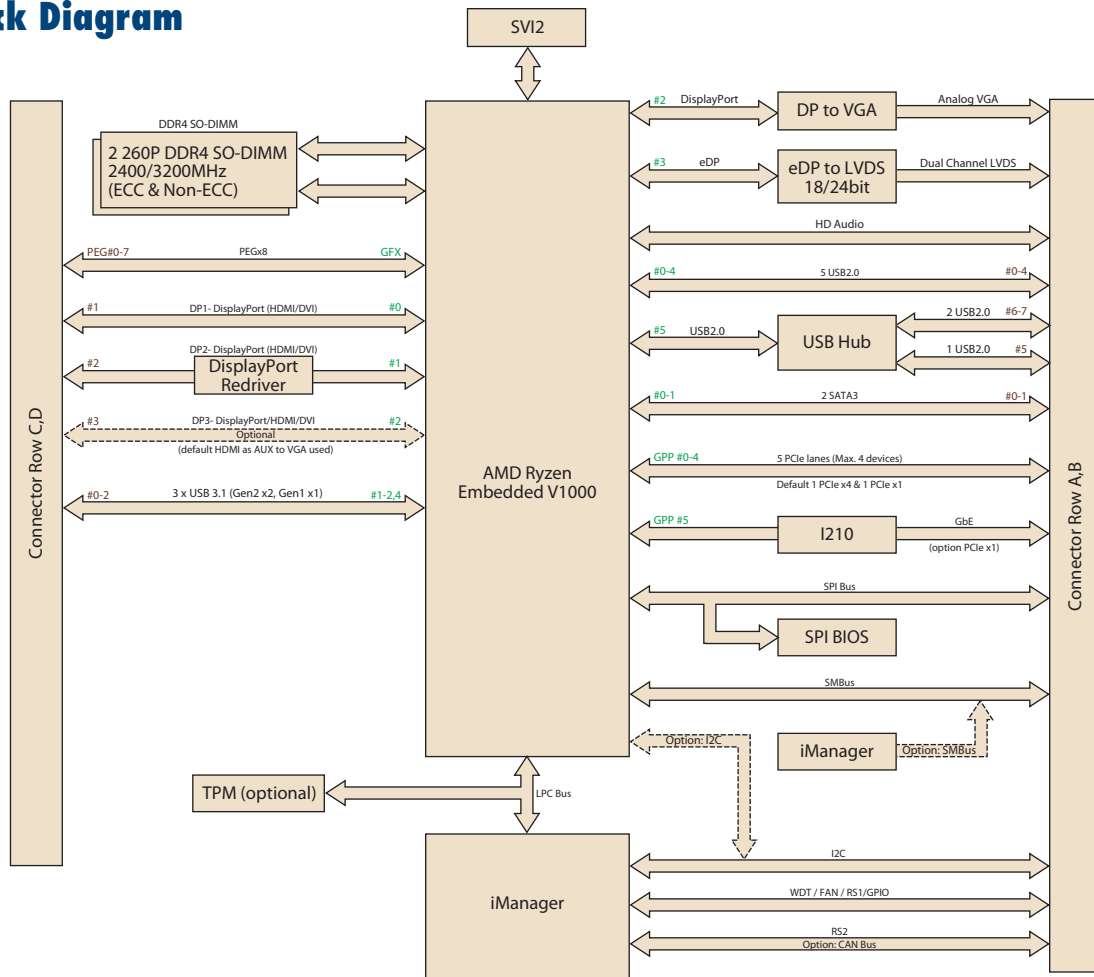 ck Diagram
SVI2
DDR4 SO-DIMM
2 260P DDR4 SO-DIMM
2400/3200MHz
(ECC & Non-ECC)
PEG#0-7 PEGx8 GFX
#1 DP1- DisplayPort (HDMI/DVI) #0
DP2- DisplayPort (HDMI/DVI)
#2 DisplayPort #1
Redriver
#3 DP3- DisplayPort/HDMI/DVI #2
Optional
(default HDMI as AUX to VGA used)
#0-2 3 x USB 3.1 (Gen2 x2, Gen1 x1) #1-2,4
Connector Row C,D
AMD Ryzen
Embedded V1000
#2 DisplayPort DP to VGA Analog VGA
#3 eDP eDP to LVDS Dual Channel LVDS
18/24bit
HD Audio
#0-4 5 USB2.0 #0-4
#5 USB2.0 USB Hub 2 USB2.0 #6-7
1 USB2.0 #5
#0-1 2 SATA3 #0-1
GPP #0-4 5 PCIe lanes (Max. 4 devices)
Default 1 PCIe x4 & 1 PCIe x1
GPP #5 I210 GbE
(option PCIe x1)
SPI Bus
SPI BIOS
SMBus
Option: I2C iManager Option: SMBus
Connector Row A,B
TPM (optional) LPC Bus
iManager
I2C
WDT / FAN / RS1/GPIO
RS2
Option: CAN Bus